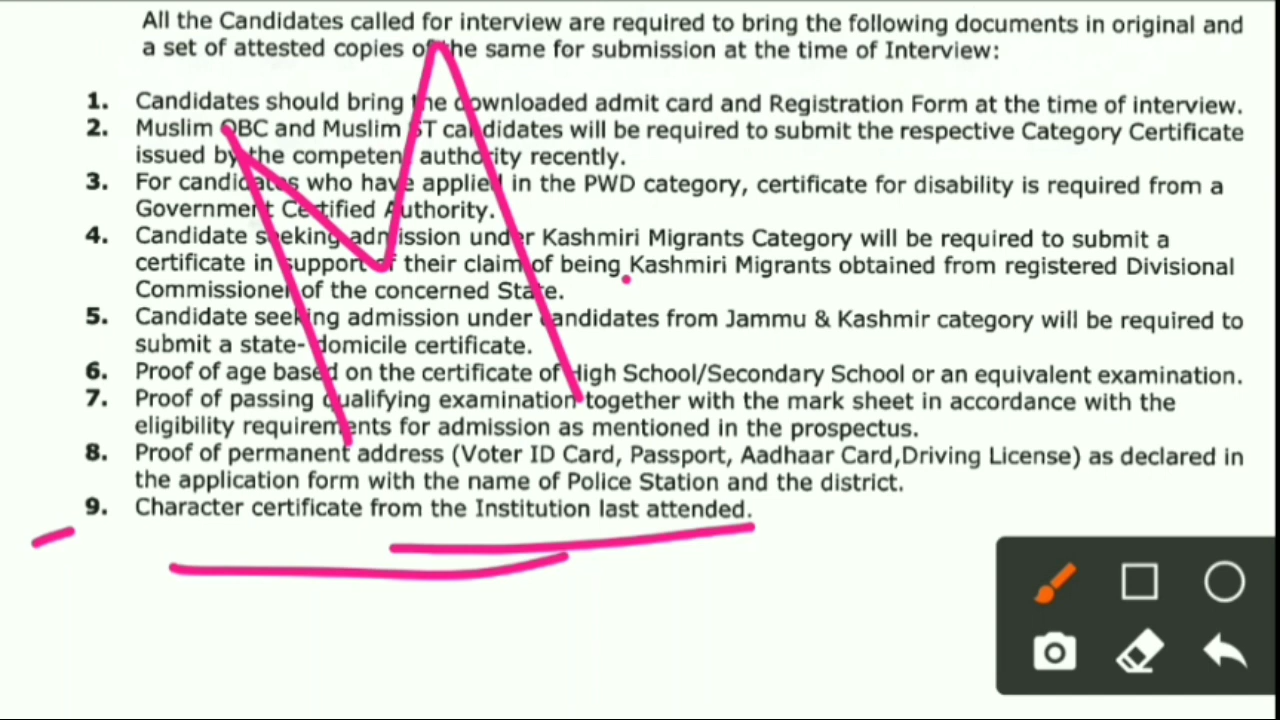 All the Candidates called for interview are required to bring the following documents in original and
a set of attested copies of the same for submission at the time of Interview:
1. Candidates should bring the downloaded admit card and Registration Form at the time of interview.
2. Muslim OBC and Muslim ST candidates will be required to submit the respective Category Certificate
issued by the competent authority recently.
3. For candidates who have applied in the PWD category, certificate for disability is required from a
Government Certified Authority.
4. Candidate seeking admission under Kashmiri Migrants Category will be required to submit a
certificate in support of their claim of being Kashmiri Migrants obtained from registered Divisional
Commissioner of the concerned State.
5. Candidate seeking admission under candidates from Jammu & Kashmir category will be required to
submit a state- domicile certificate.
6. Proof of age based on the certificate of High School/Secondary School or an equivalent examination.
7. Proof of passing qualifying examination together with the mark sheet in accordance with the
eligibility requirements for admission as mentioned in the prospectus.
8. Proof of permanent address (Voter ID Card, Passport, Aadhaar Card,Driving License) as declared in
the application form with the name of Police Station and the district.
9. Character certificate from the Institution last attended.